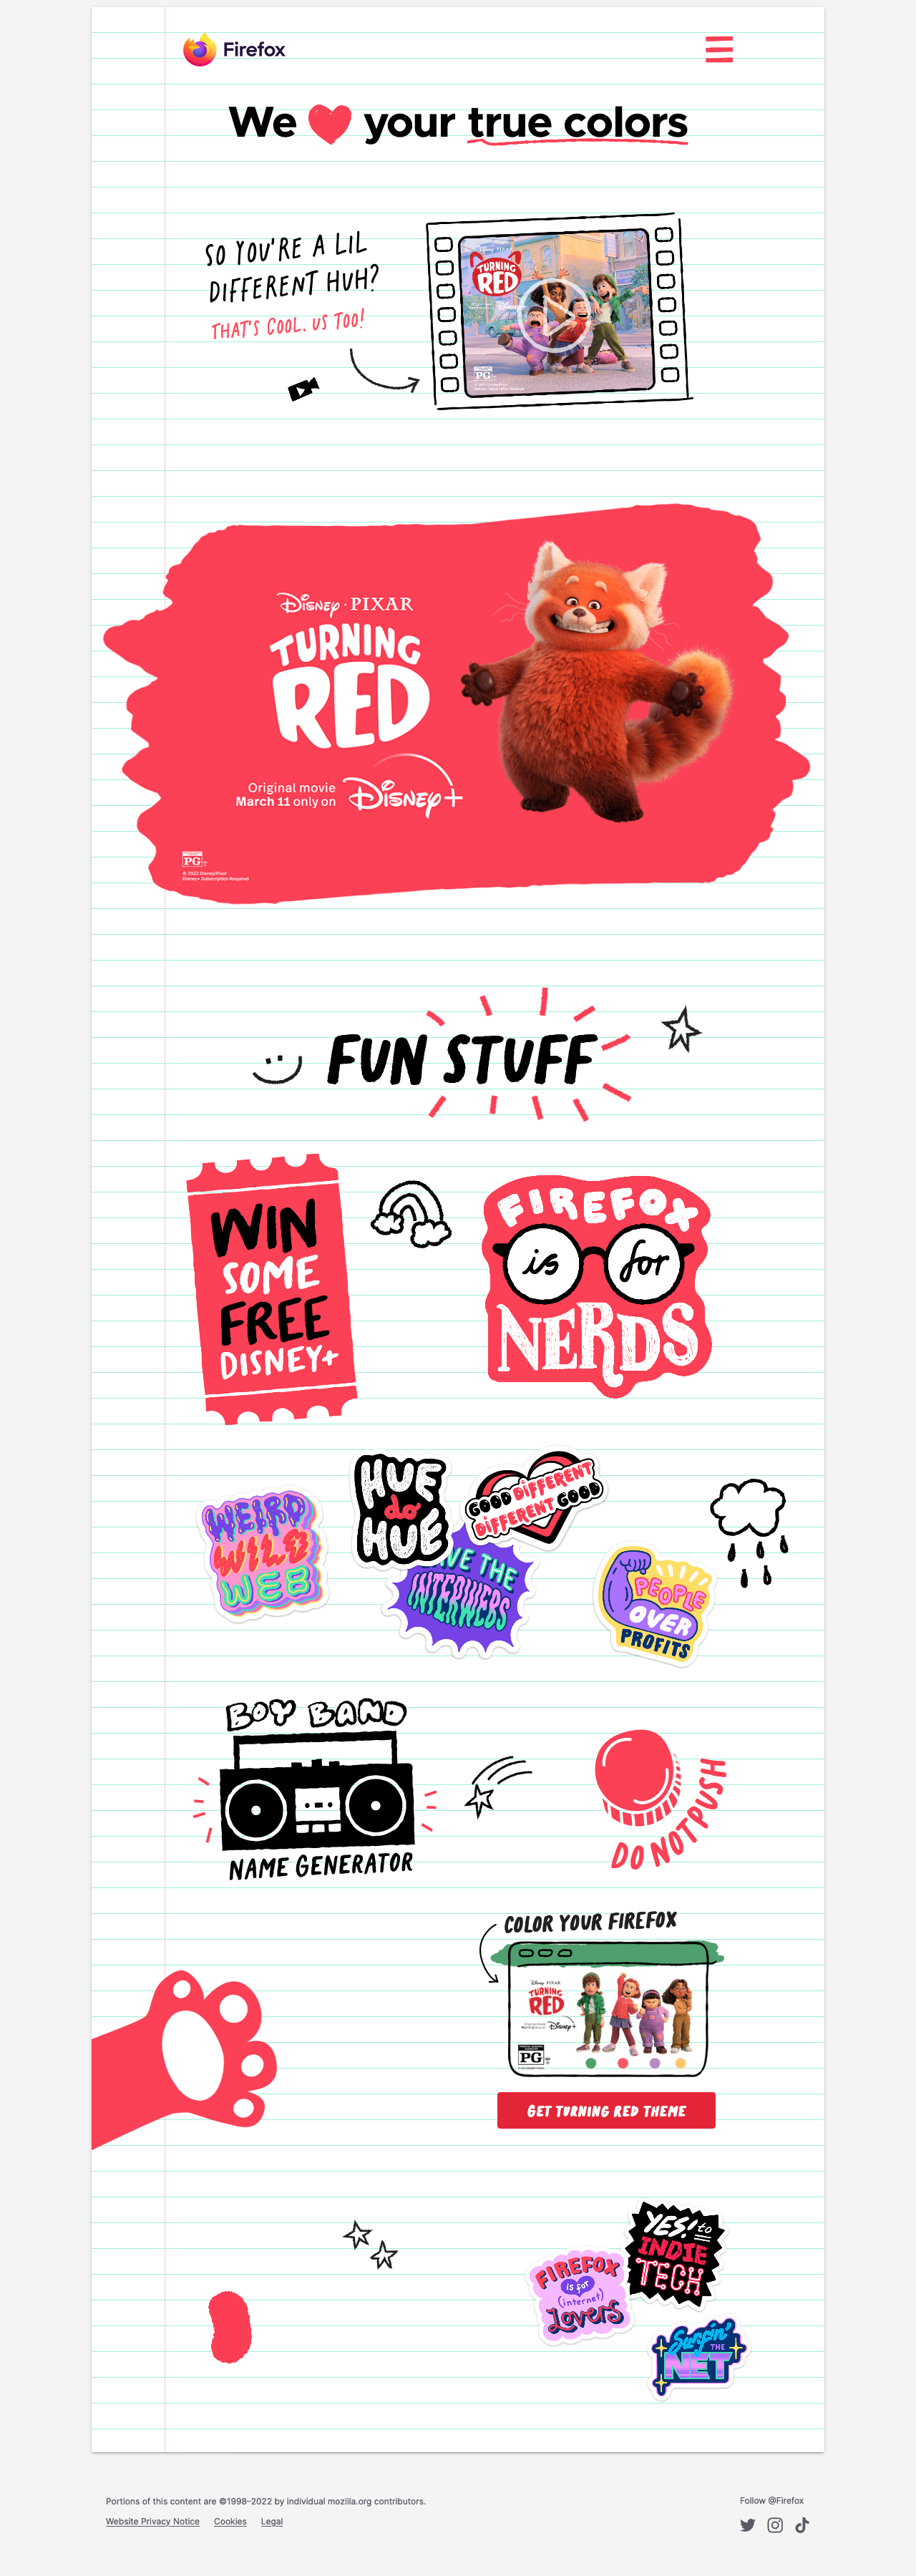 Firefox
We your true colors
SO YOU'RE A LIL
DIFFERENT HUH?
THAT'S COOL. US TOO!
Disney · PIXAR
TURNING
RED
PG
Disney · PIXAR
TURNING
RED
Original movie
March 11 only on Disney+
PG
© 2022 Disney/Pixar
Disney+ Subscription Required
FUN STUFF
WIN
SOME
FREE
DISNEY+
FIREFOX
is for
NERDS
HUE
do
HUE
GOOD DIFFERENT
DIFFERENT GOOD
WEIRD
WILD
WEB
THE
INTERWEBS
PEOPLE
OVER
PROFITS
BOY BAND
NAME GENERATOR
DO NOT PUSH
COLOR YOUR FIREFOX
Disney · PIXAR
TURNING
RED
Disney+
PG
GET TURNING RED THEME
YES! to
INDIE
TECH
FIREFOX
is for
(internet)
Lovers
Surfin'
THE
NET
Portions of this content are ©1998–2022 by individual mozilla.org contributors.
Website Privacy Notice Cookies Legal
Follow @Firefox